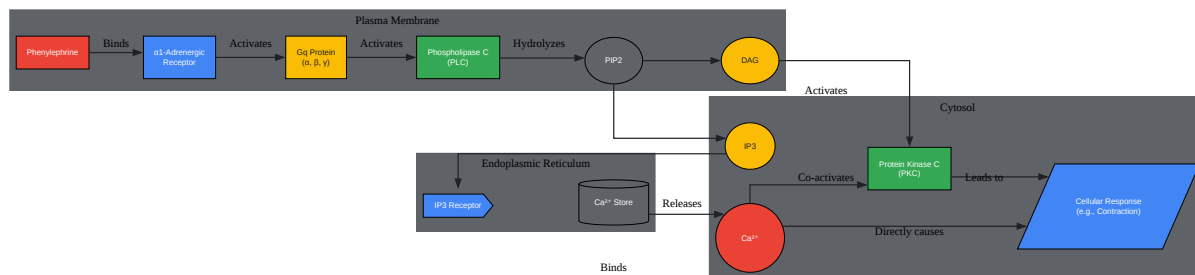 Plasma Membrane
Phenylephrine
Binds
α1-Adrenergic
Receptor
Activates
Gq Protein
(α, β, γ)
Activates
Phospholipase C
(PLC)
Hydrolyzes
PIP2
DAG
Activates
Cytosol
IP3
Protein Kinase C
(PKC)
Endoplasmic Reticulum
IP3 Receptor
Ca²⁺ Store
Releases
Co-activates
Leads to
Ca²⁺
Directly causes
Cellular Response
(e.g., Contraction)
Binds